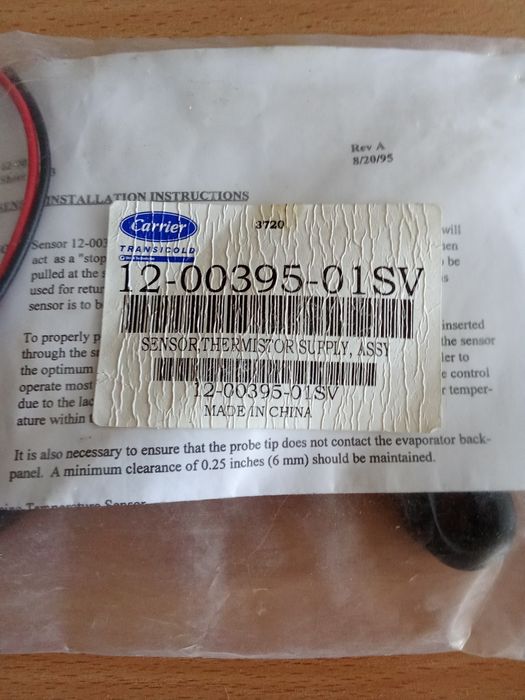 Rev A
8/20/95
INSTALLATION INSTRUCTIONS
Carrier
TRANSICOLD
3720
12-00395-01SV
SENSOR,THERMISTOR SUPPLY, ASSY
12-00395-01SV
MADE IN CHINA
Sensor 12-003 will
act as a "stop
pulled at the s be
used for retur
sensor is to b
To properly p inserted
through the s the sensor
the optimum
operate most control
due to the lac r temper-
ature within
It is also necessary to ensure that the probe tip does not contact the evaporator back-
panel. A minimum clearance of 0.25 inches (6 mm) should be maintained.
Temperature Sensor